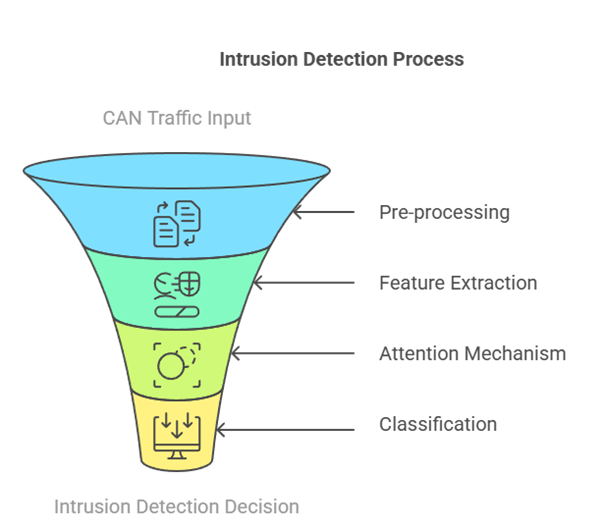 Intrusion Detection Process
CAN Traffic Input
Pre-processing
Feature Extraction
Attention Mechanism
Classification
Intrusion Detection Decision